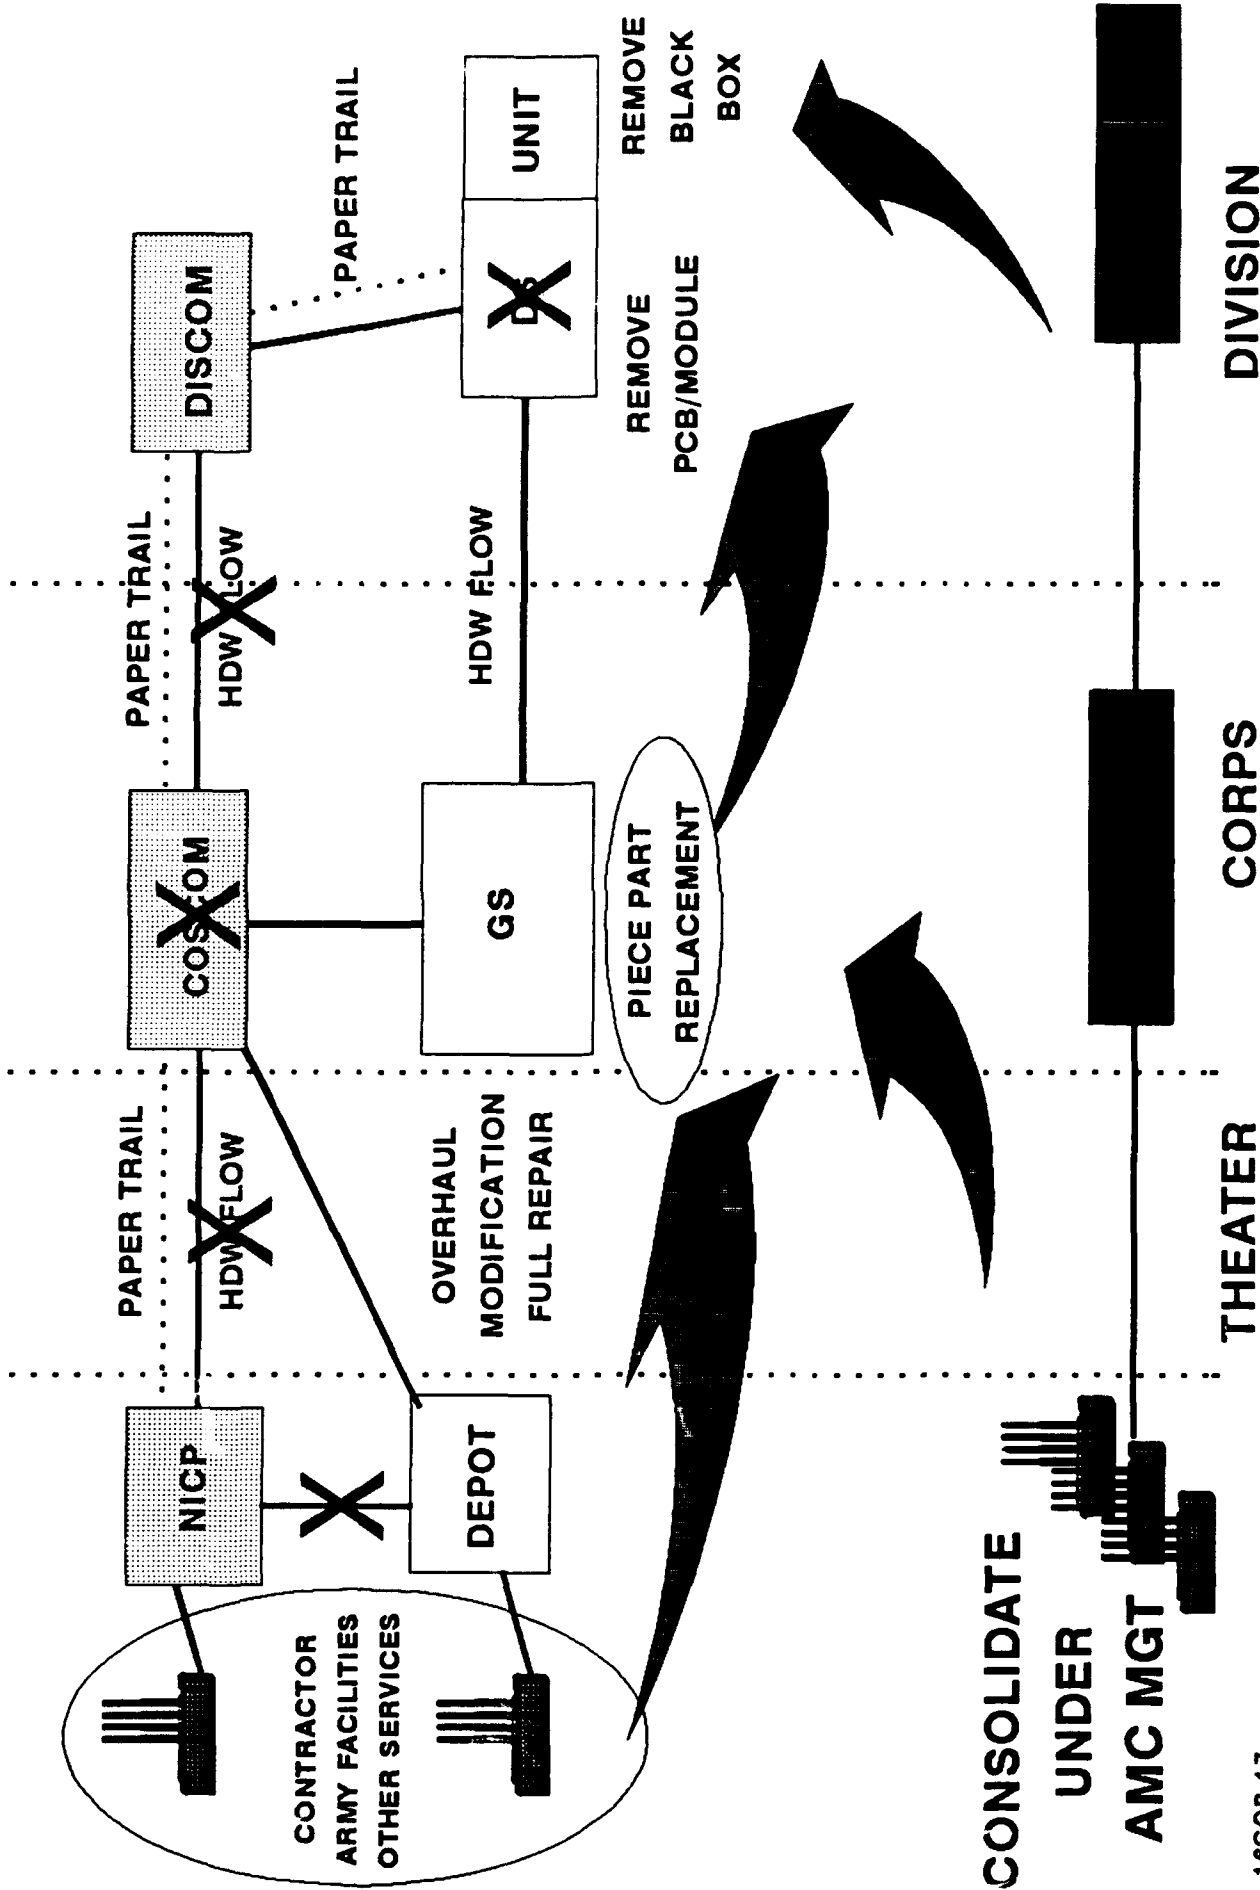 PAPER TRAIL
PAPER TRAIL
NICP
COSCOM
DISCOM
HDW FLOW
HDW FLOW
PAPER TRAIL
CONTRACTOR
ARMY FACILITIES
OTHER SERVICES
DEPOT
OVERHAUL
MODIFICATION
FULL REPAIR
GS
HDW FLOW
DS
UNIT
PIECE PART
REPLACEMENT
REMOVE
PCB/MODULE
REMOVE
BLACK
BOX
CONSOLIDATE
UNDER
AMC MGT
THEATER
CORPS
DIVISION